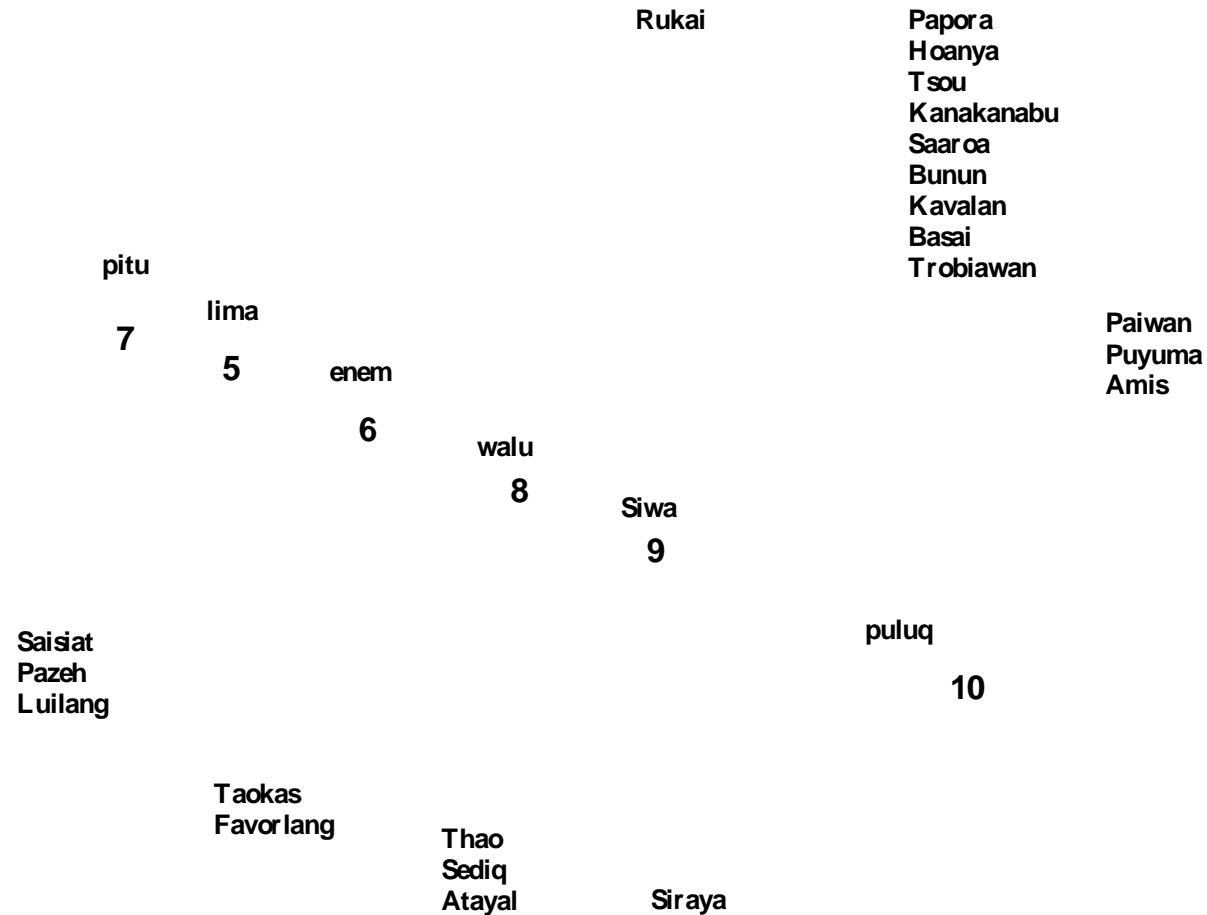 Rukai
Papora
Hoanya
Tsou
Kanakanabu
Saaroa
Bunun
Kavalan
Basai
Trobiawan
pitu
7
lima
5
enem
6
walu
8
Siwa
9
puluq
10
Paiwan
Puyuma
Amis
Saisiat
Pazeh
Luilang
Taokas
Favorlang
Thao
Sediq
Atayal
Siraya